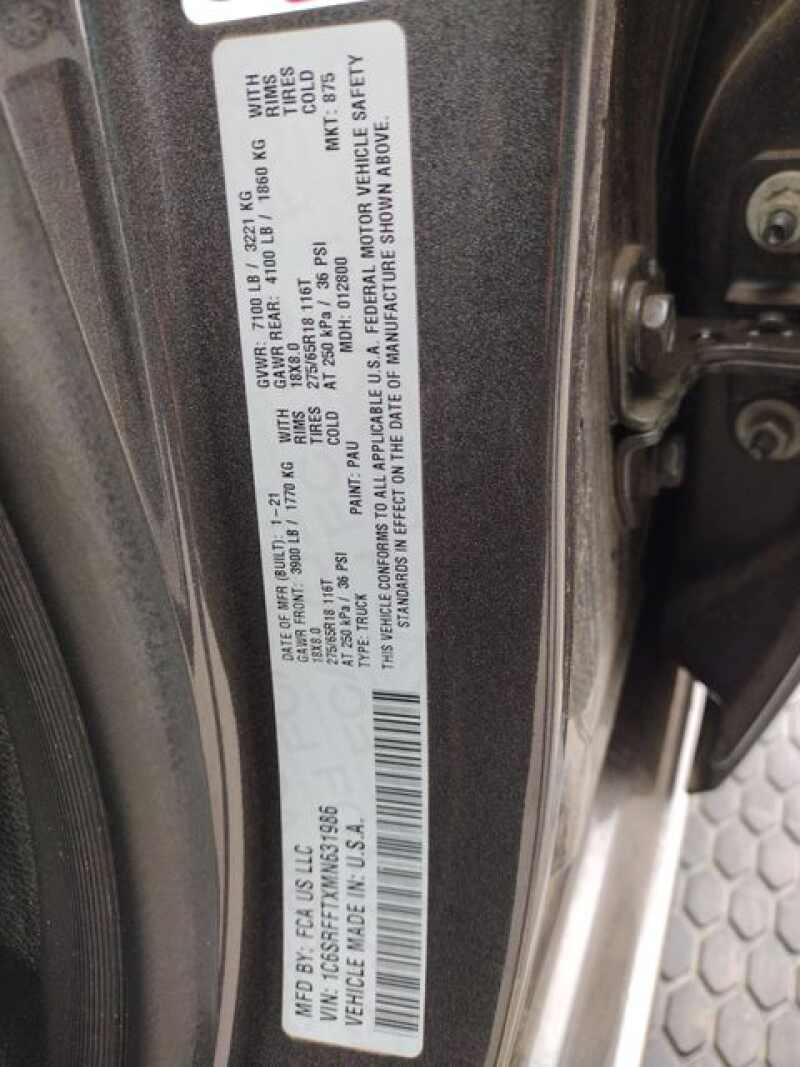 MFD BY: FCA US LLC
DATE OF MFR (BUILT): 1-21
GVWR: 7100 LB / 3221 KG
GAWR FRONT: 3900 LB / 1770 KG
WITH
GAWR REAR: 4100 LB / 1860 KG
WITH
18X8.0
RIMS
18X8.0
RIMS
275/65R18 116T
TIRES
275/65R18 116T
TIRES
AT 250 kPa / 36 PSI
COLD
AT 250 kPa / 36 PSI
COLD
VIN: 1C6SRFFTXMN631986
TYPE: TRUCK
PAINT: PAU
MDH: 012800
MKT: 875
VEHICLE MADE IN: U.S.A.
THIS VEHICLE CONFORMS TO ALL APPLICABLE U.S.A. FEDERAL MOTOR VEHICLE SAFETY
STANDARDS IN EFFECT ON THE DATE OF MANUFACTURE SHOWN ABOVE.